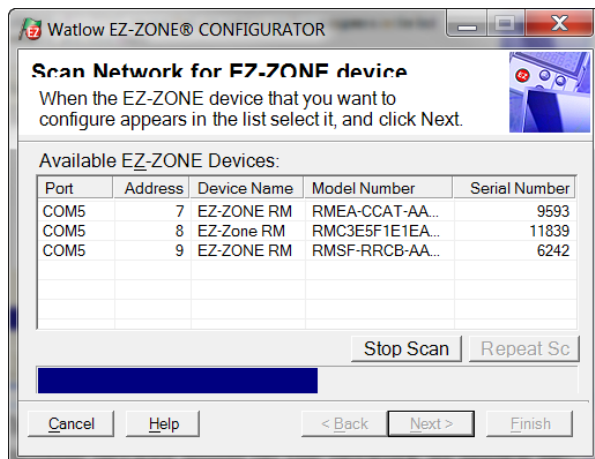 Watlow EZ-ZONE® CONFIGURATOR
Scan Network for EZ-ZONE device
When the EZ-ZONE device that you want to
configure appears in the list select it, and click Next.
Available EZ-ZONE Devices:
Port Address Device Name Model Number Serial Number
COM5 7 EZ-ZONE RM RMEA-CCAT-AA... 9593
COM5 8 EZ-Zone RM RMC3E5F1E1EA... 11839
COM5 9 EZ-ZONE RM RMSF-RRCB-AA... 6242
Stop Scan Repeat Sc
Cancel Help < Back Next > Finish